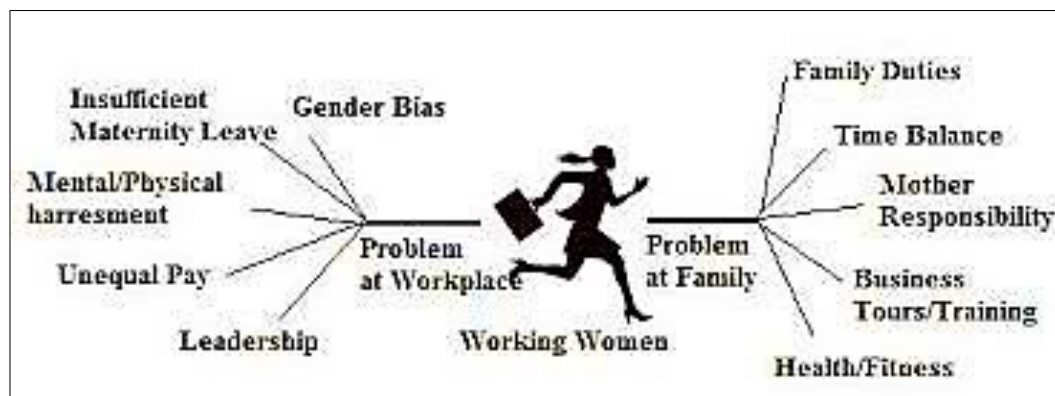 Insufficient
Maternity Leave
Gender Bias
Mental/Physical
harresment
Unequal Pay
Leadership
Problem
at Workplace
Working Women
Problem
at Family
Family Duties
Time Balance
Mother
Responsibility
Business
Tours/Training
Health/Fitness